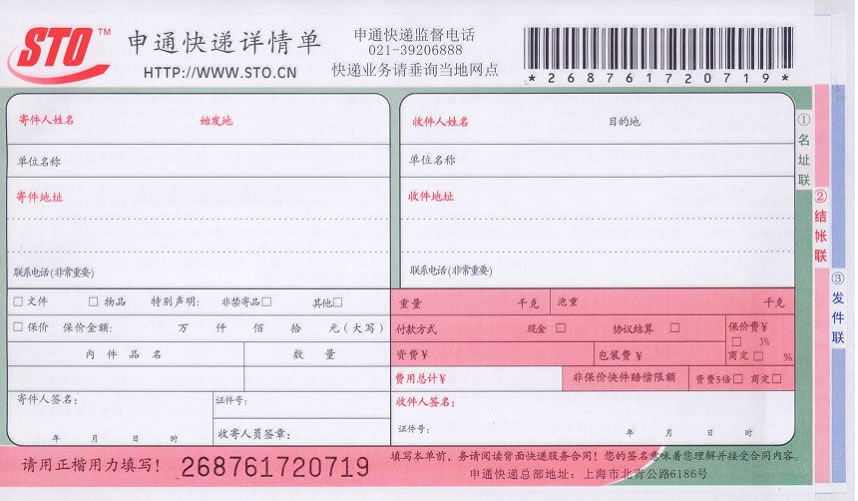 STO™
申通快递详情单
HTTP://WWW.STO.CN
申通快递监督电话
021-39206888
快递业务请垂询当地网点
*268761720719*
寄件人姓名 始发地
单位名称
寄件地址
联系电话(非常重要)
收件人姓名 目的地
单位名称
收件地址
联系电话(非常重要)
①名址联
②结帐联
③发件联
□文件 □物品 特别声明: 非禁寄品□ 其他□
□保价 保价金额: 万 仟 佰 拾 元(大写)
内件品名 数量
重量 千克 泡重 千克
付款方式 现金□ 协议结算□ 保价费¥
□ 3%
商定□ %
资费¥ 包装费¥
费用总计¥ 非保价快件赔偿限额 资费5倍□ 商定□
寄件人签名: 证件号:
年 月 日 时 收寄人员签章:
收件人签名:
证件号: 年 月 日 时
请用正楷用力填写! 268761720719
填写本单前,务请阅读背面快递服务合同!您的签名意味着您理解并接受合同内容。
申通快递总部地址:上海市北青公路6186号